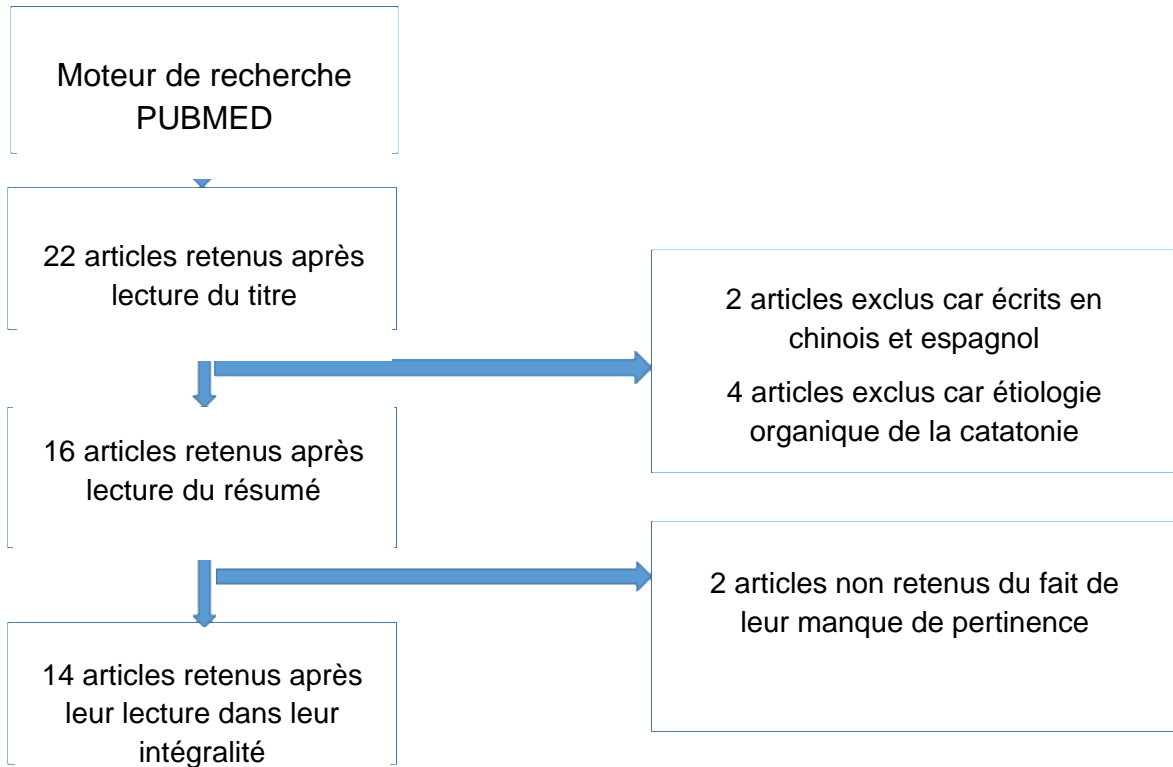 Moteur de recherche
PUBMED
22 articles retenus après
lecture du titre
2 articles exclus car écrits en
chinois et espagnol
4 articles exclus car étiologie
organique de la catatonie
16 articles retenus après
lecture du résumé
2 articles non retenus du fait de
leur manque de pertinence
14 articles retenus après
leur lecture dans leur
intégralité